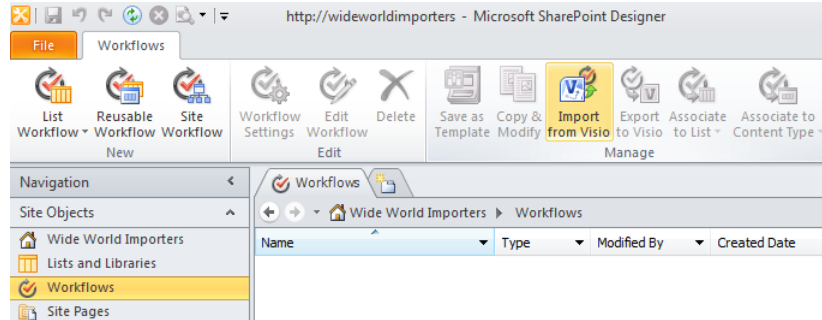 http://wideworldimporters - Microsoft SharePoint Designer
File Workflows
List Reusable Site Workflow Edit Delete Save as Copy & Import Export Associate Associate to
Workflow Workflow Workflow Settings Workflow Template Modify from Visio to Visio to List Content Type
New Edit Manage
Navigation Workflows
Site Objects Wide World Importers Workflows
Wide World Importers Name Type Modified By Created Date
Lists and Libraries
Workflows
Site Pages